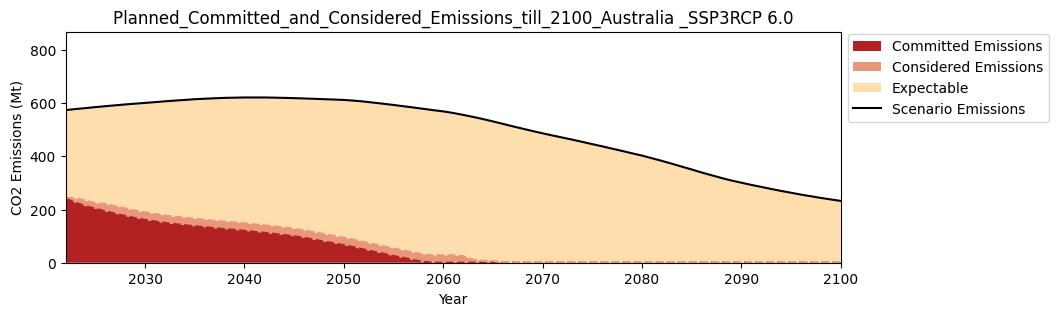 Planned_Committed_and_Considered_Emissions_till_2100_Australia _SSP3RCP 6.0
CO2 Emissions (Mt)
800
600
400
200
0
2030 2040 2050 2060 2070 2080 2090 2100
Year
Committed Emissions
Considered Emissions
Expectable
Scenario Emissions